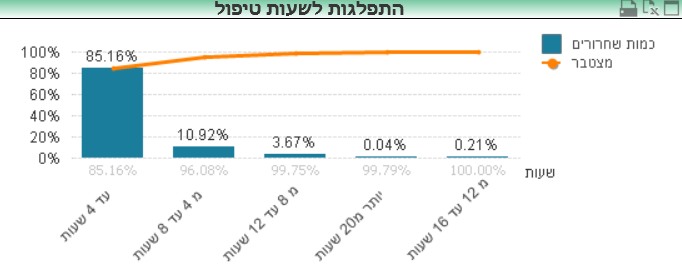 התפלגות לשעות טיפול
כמות שחרורים
מצטבר
100%
80%
60%
40%
20%
0%
85.16%
10.92%
3.67%
0.04%
0.21%
85.16%
96.08%
99.75%
99.79%
100.00%
שעות
עד 4 שעות
מ 4 עד 8 שעות
מ 8 עד 12 שעות
יותר מ20 שעות
מ 12 עד 16 שעות